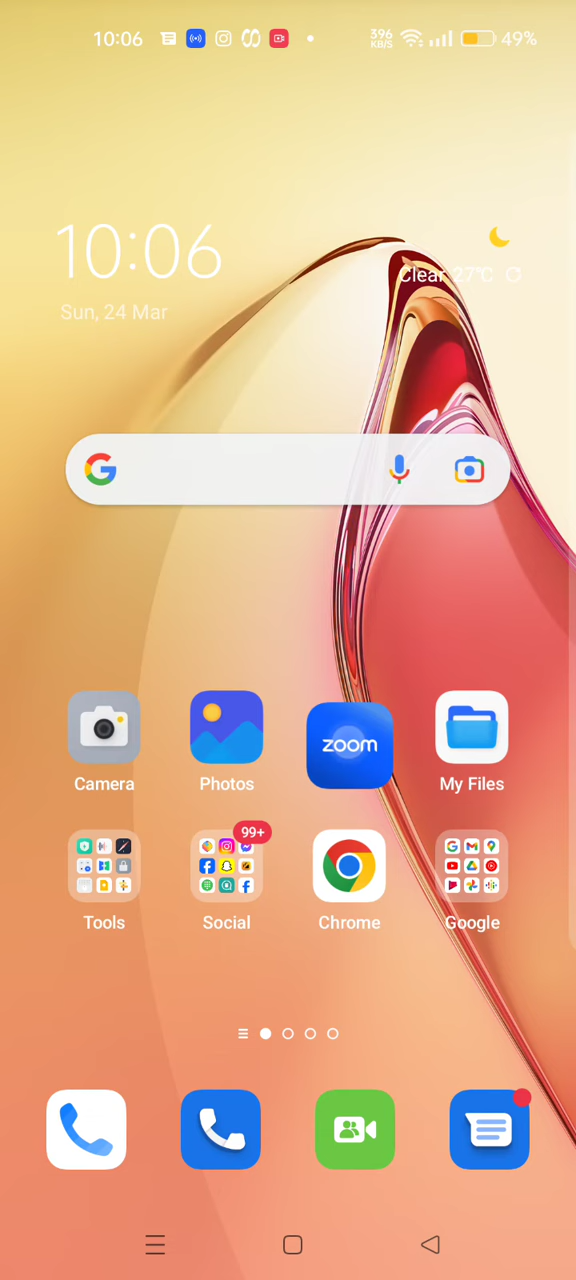 10:06
396
KB/S
49%
10:06
Sun, 24 Mar
Clear 27°C
zoom
Camera
Photos
My Files
99+
Tools
Social
Chrome
Google